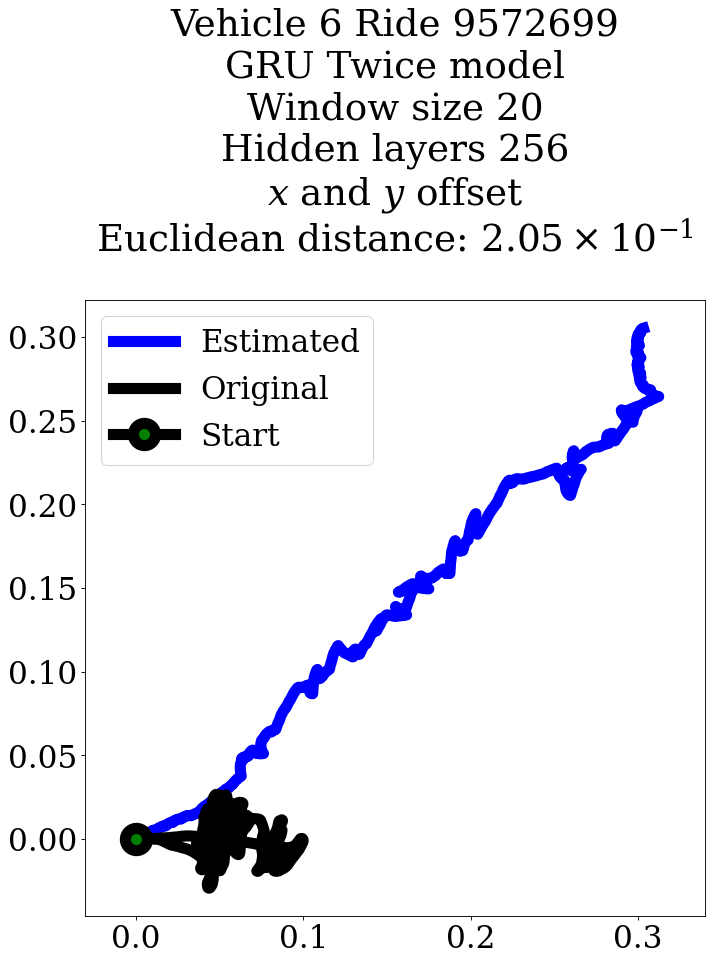 Vehicle 6 Ride 9572699
GRU Twice model
Window size 20
Hidden layers 256
x and y offset
Euclidean distance: 2.05 × 10⁻¹
Estimated
Original
Start
0.30
0.25
0.20
0.15
0.10
0.05
0.00
0.0 0.1 0.2 0.3